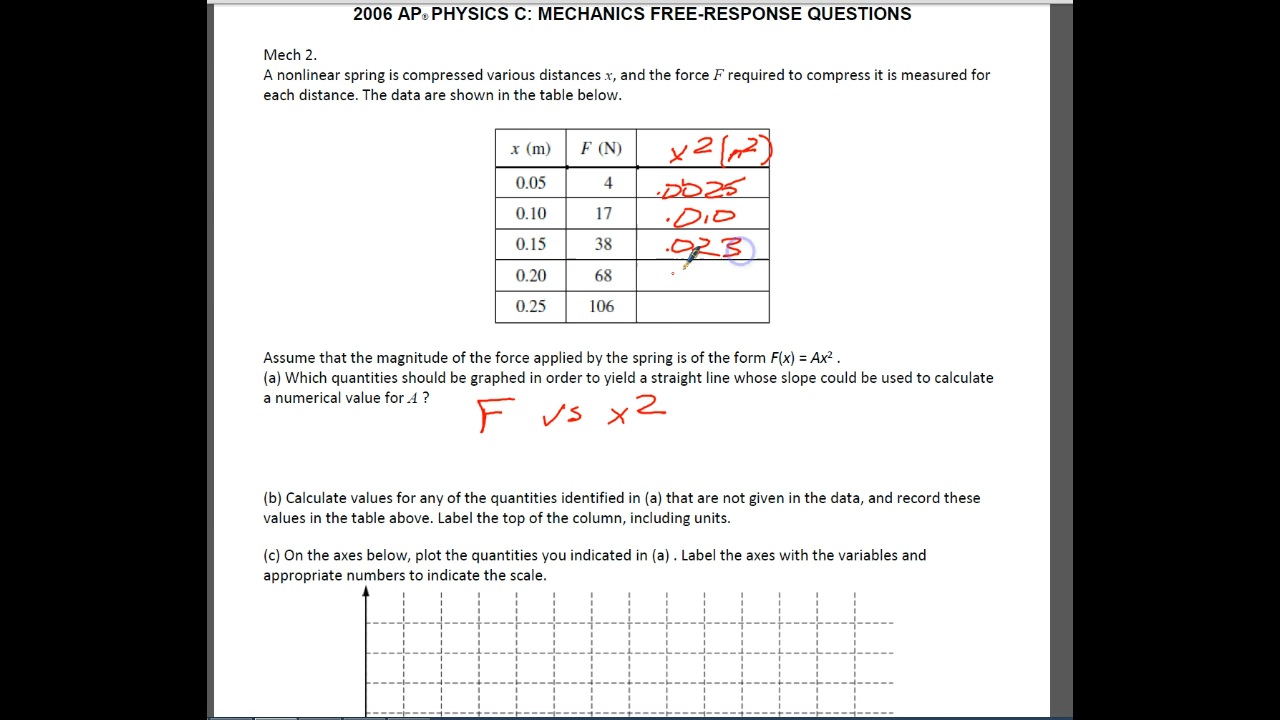 2006 AP® PHYSICS C: MECHANICS FREE-RESPONSE QUESTIONS
Mech 2.
A nonlinear spring is compressed various distances x, and the force F required to compress it is measured for
each distance. The data are shown in the table below.
x (m) F (N) x2 (m2)
0.05 4 .0025
0.10 17 .010
0.15 38 .023
0.20 68 .
0.25 106
Assume that the magnitude of the force applied by the spring is of the form F(x) = Ax² .
(a) Which quantities should be graphed in order to yield a straight line whose slope could be used to calculate
a numerical value for A ?
F vs x2
(b) Calculate values for any of the quantities identified in (a) that are not given in the data, and record these
values in the table above. Label the top of the column, including units.
(c) On the axes below, plot the quantities you indicated in (a) . Label the axes with the variables and
appropriate numbers to indicate the scale.